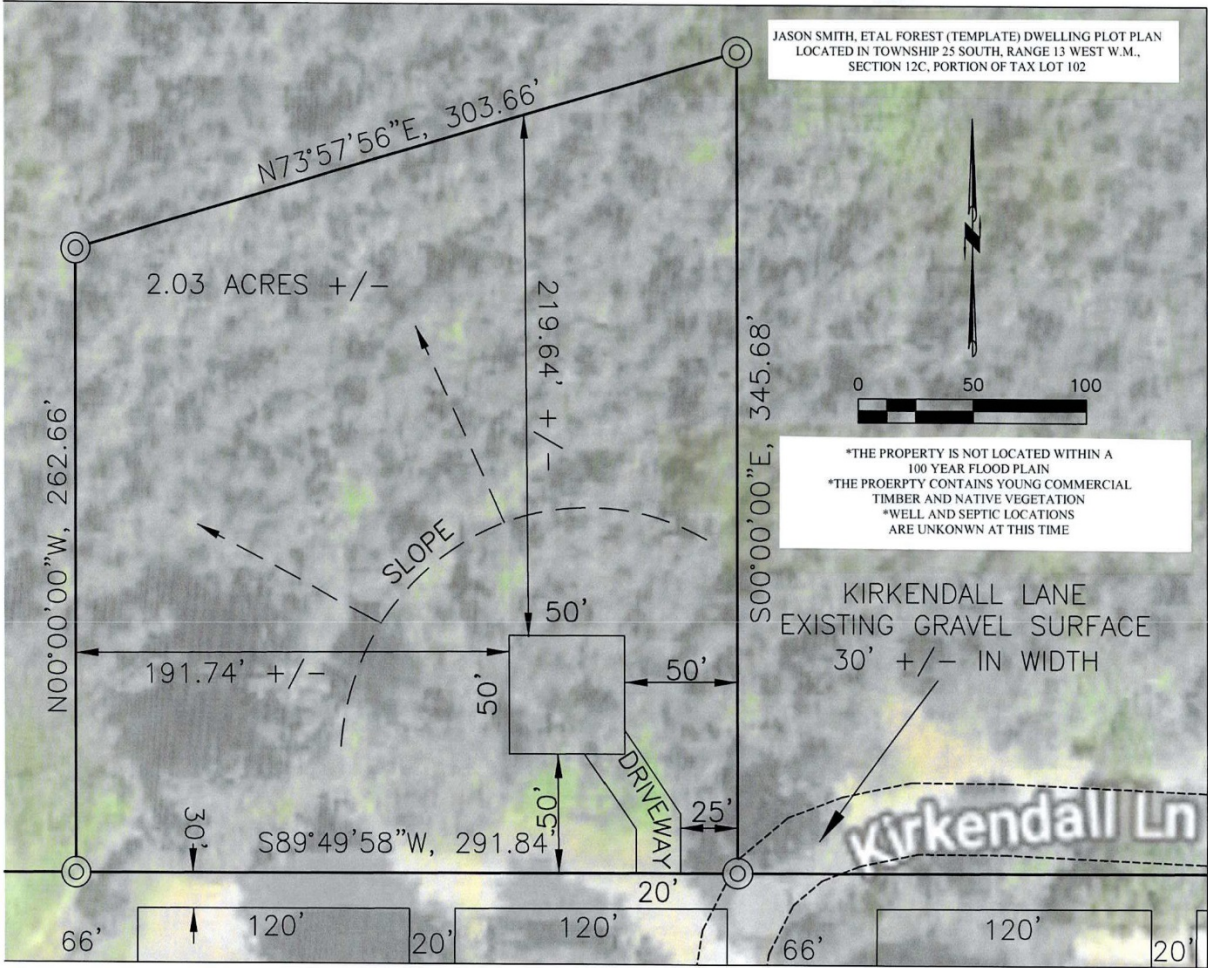 JASON SMITH, ETAL FOREST (TEMPLATE) DWELLING PLOT PLAN
LOCATED IN TOWNSHIP 25 SOUTH, RANGE 13 WEST W.M.,
SECTION 12C, PORTION OF TAX LOT 102
N73°57'56"E, 303.66'
2.03 ACRES +/-
219.64' +/-
S00°00'00"E, 345.68'
N00°00'00"W, 262.66'
N
0 50 100
*THE PROPERTY IS NOT LOCATED WITHIN A
100 YEAR FLOOD PLAIN
*THE PROERPTY CONTAINS YOUNG COMMERCIAL
TIMBER AND NATIVE VEGETATION
*WELL AND SEPTIC LOCATIONS
ARE UNKONWN AT THIS TIME
SLOPE
KIRKENDALL LANE
EXISTING GRAVEL SURFACE
30' +/- IN WIDTH
50'
191.74' +/-
50'
50'
DRIVEWAY
50'
25'
30'
S89°49'58"W, 291.84'
Kirkendall Ln
20'
66'
120'
20'
120'
66'
120'
20'